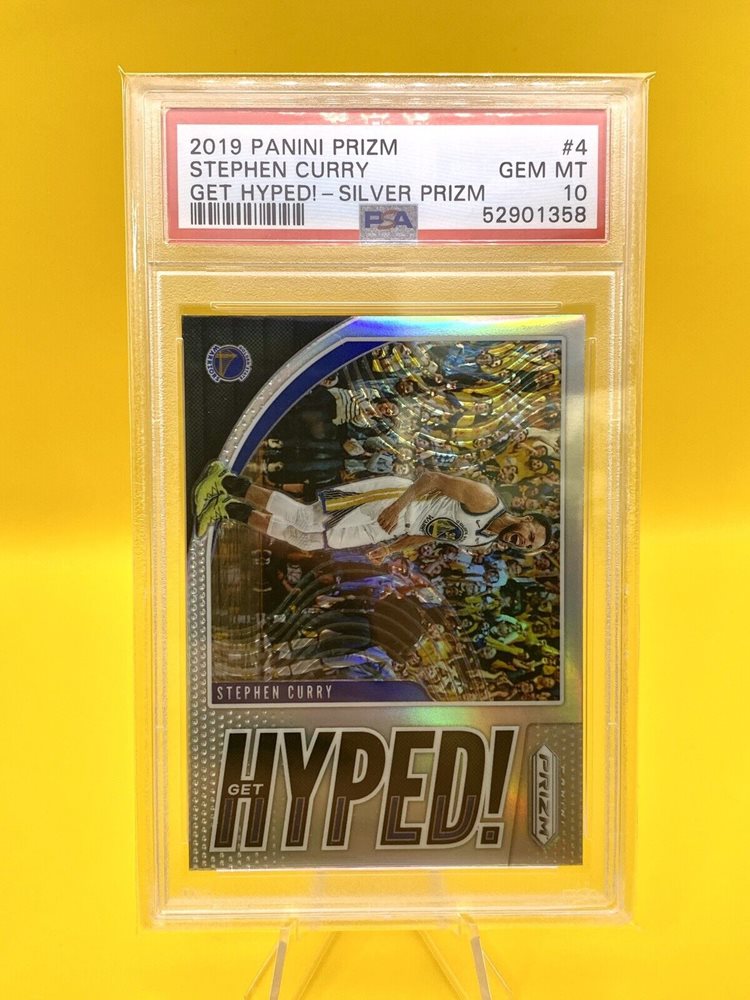 2019 PANINI PRIZM #4
STEPHEN CURRY GEM MT
GET HYPED! - SILVER PRIZM 10
PSA 52901358
STEPHEN CURRY
GET
HYPED!
PANINI
PRIZM